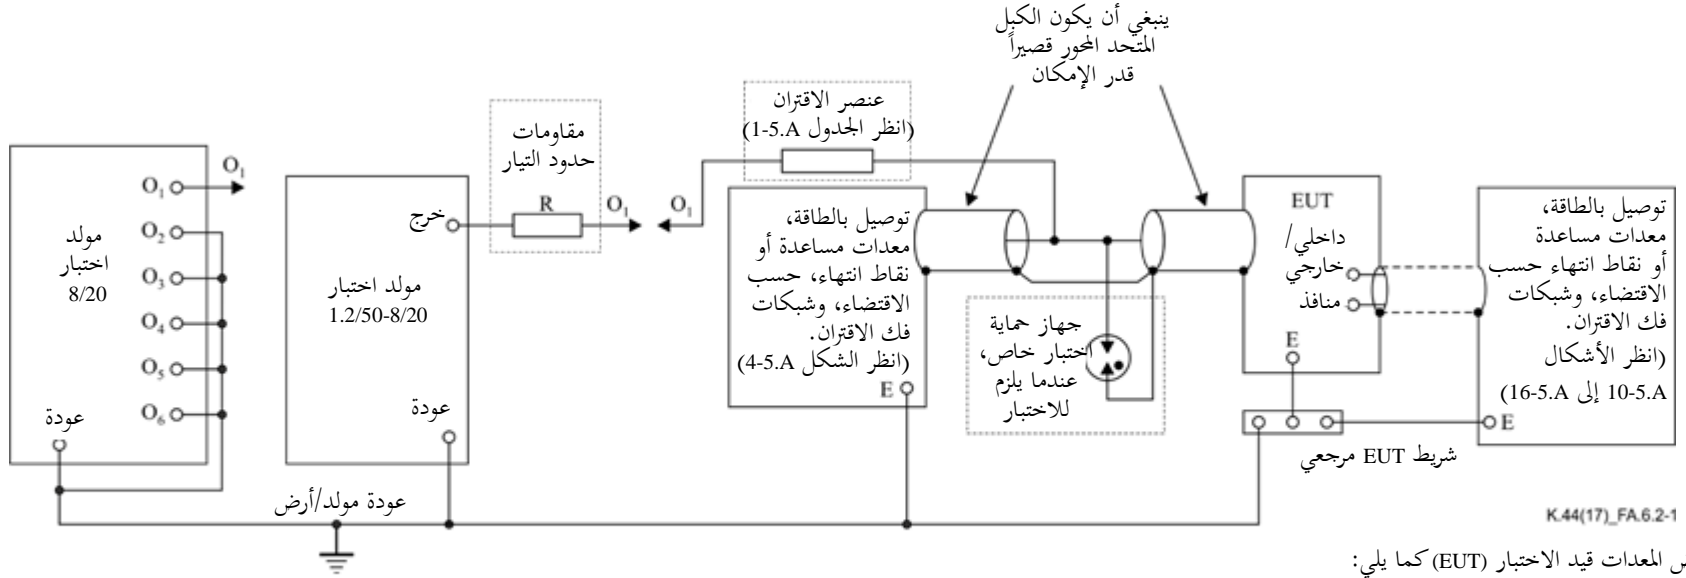 ينبغي أن يكون الكبل
المتحد المحور قصيراً
قدر الإمكان
عنصر الاقتران
(انظر الجدول A.5-1)
مقاومات
حدود التيار
R
O1
O1
O1
O1
O2
O3
O4
O5
O6
مولد
اختبار
8/20
عودة
خرج
مولد اختبار
1.2/50-8/20
عودة
عودة مولد/أرض
توصيل بالطاقة،
معدات مساعدة أو
نقاط انتهاء، حسب
الاقتضاء، وشبكات
فك الاقتران.
(انظر الشكل A.5-4)
E
جهاز حماية
اختبار خاص،
عندما يلزم
للاختبار
EUT
داخلي/
خارجي
منافذ
E
توصيل بالطاقة،
معدات مساعدة
أو نقاط انتهاء حسب
الاقتضاء، وشبكات
فك الاقتران.
(انظر الأشكال
A.5-10 إلى A.5-16)
E
شريط EUT مرجعي
K.44(17)_FA.6.2-1
المعدات قيد الاختبار (EUT) كما يلي: